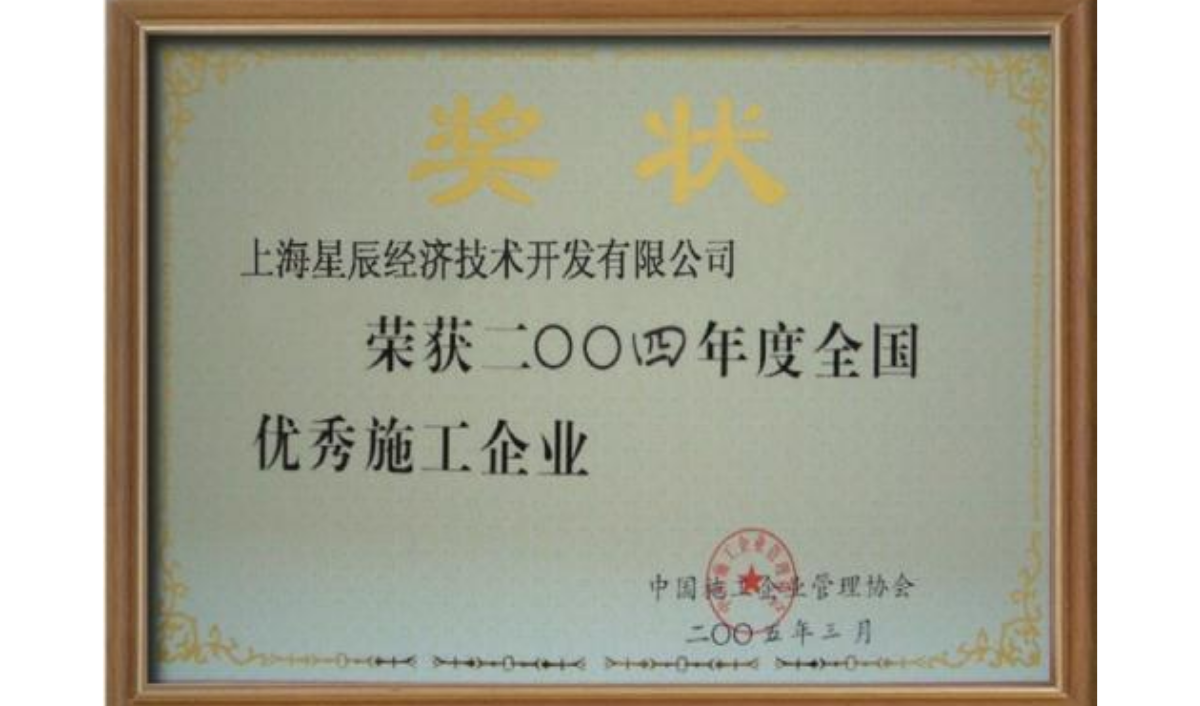 奖状
上海星辰经济技术开发有限公司
荣获二〇〇四年度全国
优秀施工企业
中国施工企业管理协会
二〇〇五年三月